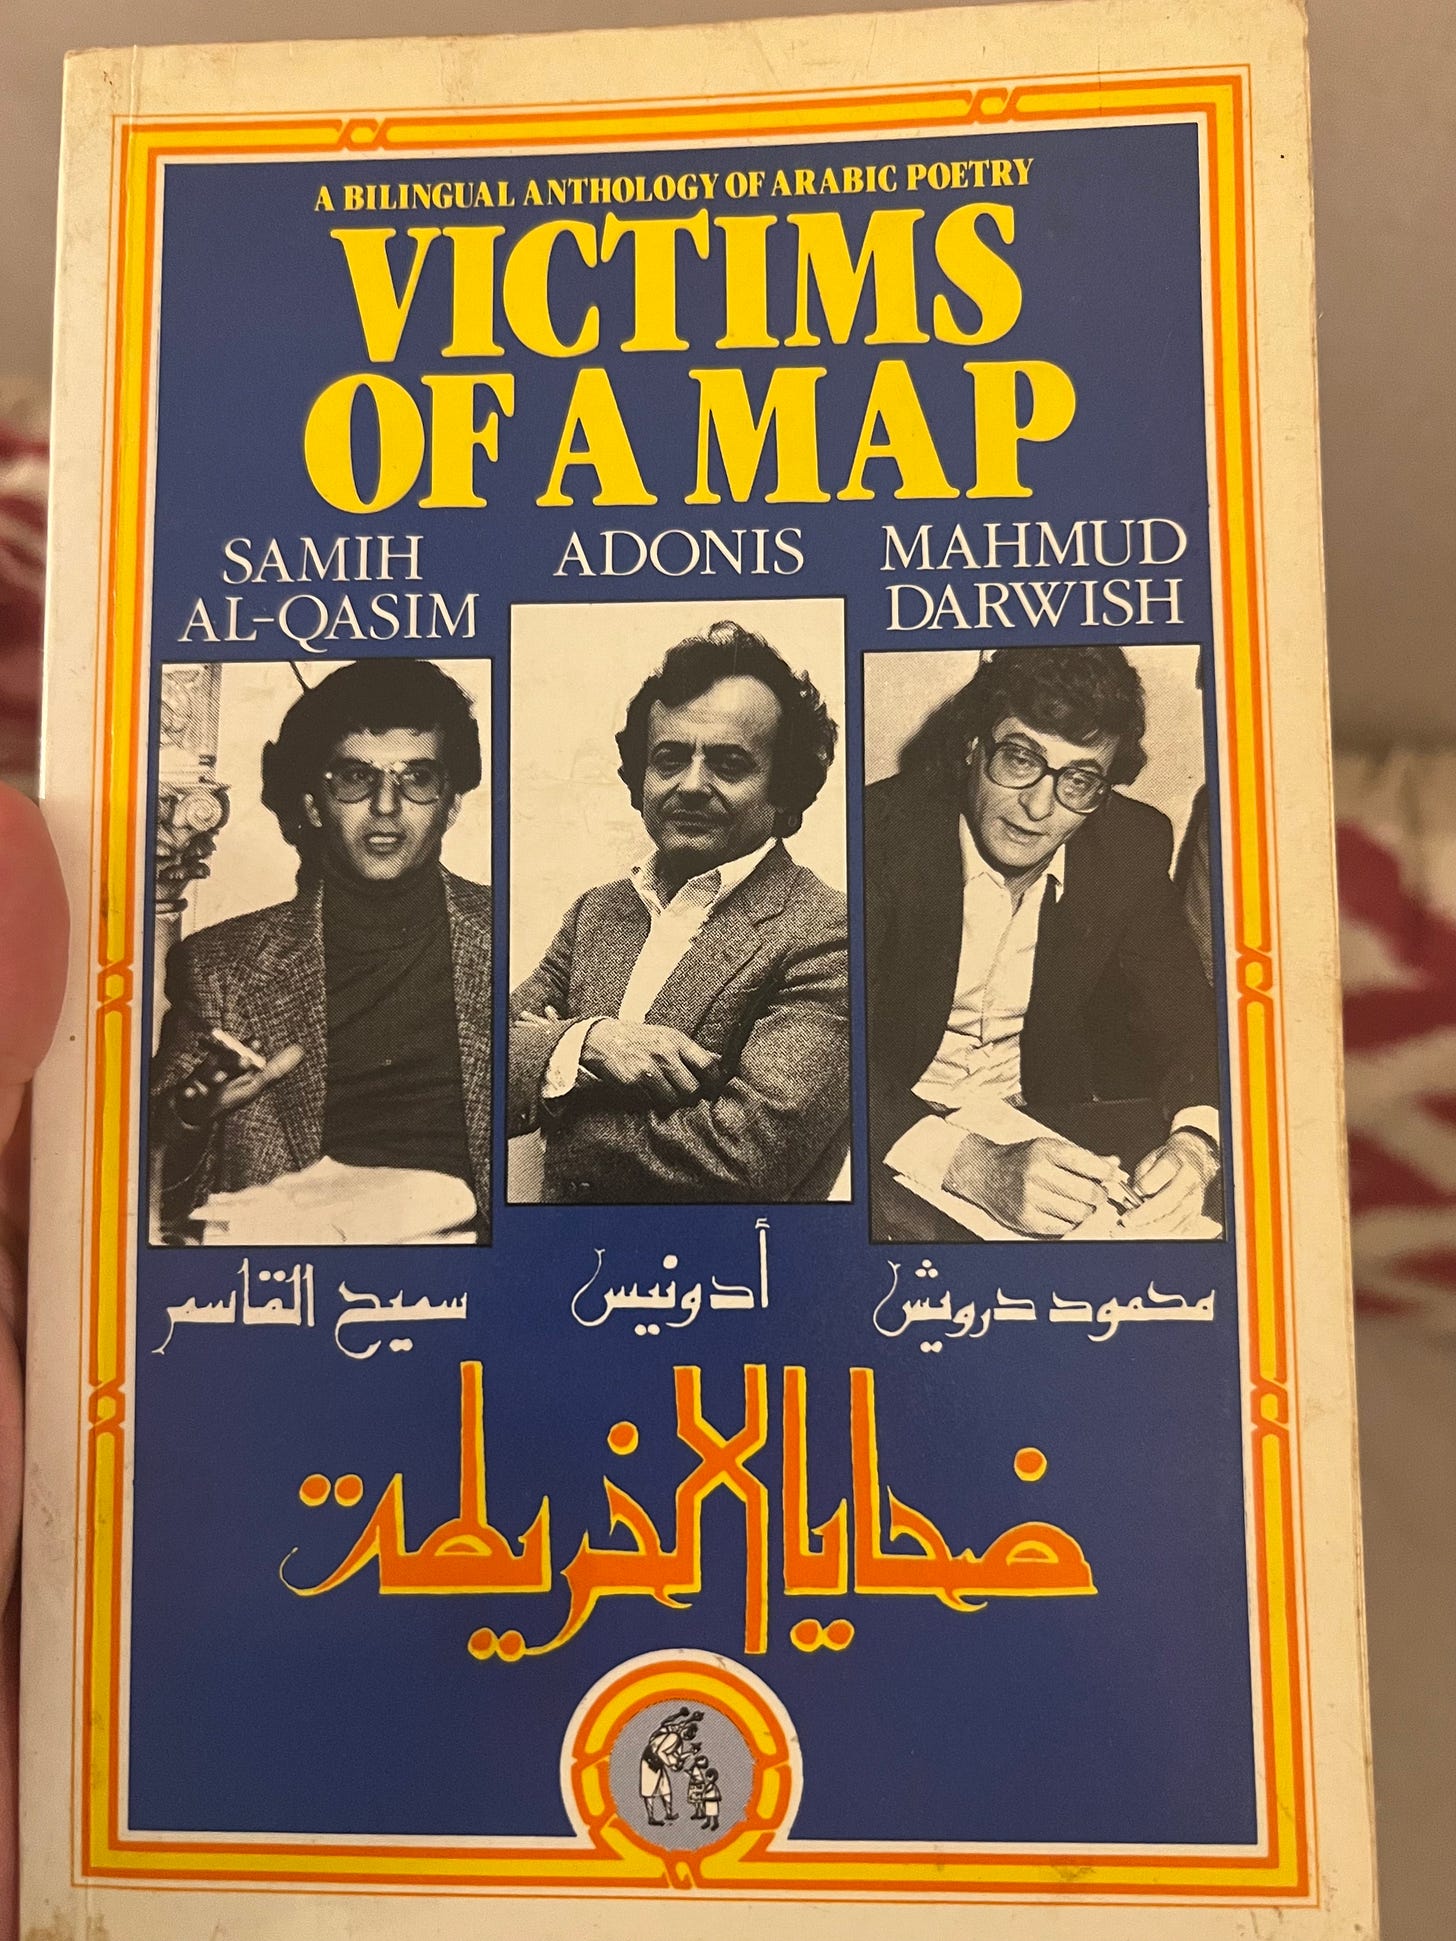 A BILINGUAL ANTHOLOGY OF ARABIC POETRY
VICTIMS
OF A MAP
SAMIH
AL-QASIM
ADONIS
MAHMUD
DARWISH
سميح القاسم
أدونيس
محمود درويش
ضحايا الخريطة